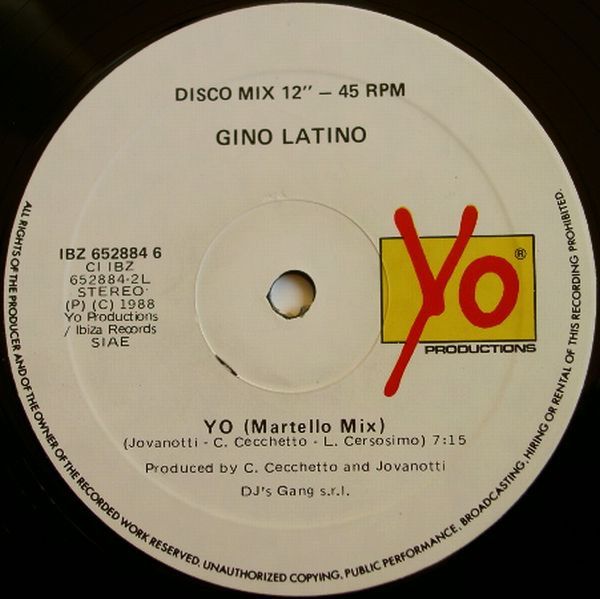 DISCO MIX 12" — 45 RPM
GINO LATINO
IBZ 652884 6
CI IBZ
652884-2L
STEREO
(P) (C) 1988
Yo Productions
/ Ibiza Records
SIAE
Yo ®
PRODUCTIONS
YO (Martello Mix)
(Jovanotti - C. Cecchetto - L. Cersosimo) 7:15
Produced by C. Cecchetto and Jovanotti
DJ's Gang s.r.l.
ALL RIGHTS OF THE PRODUCER AND OF THE OWNER OF THE RECORDED WORK RESERVED. UNAUTHORIZED COPYING, PUBLIC PERFORMANCE, BROADCASTING, HIRING OR RENTAL OF THIS RECORDING PROHIBITED.